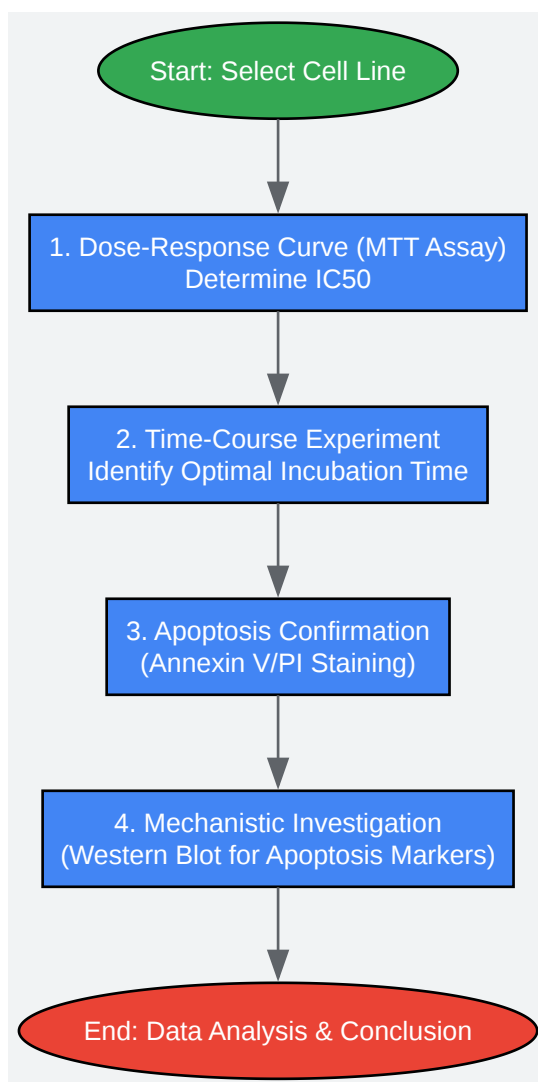 Start: Select Cell Line
1. Dose-Response Curve (MTT Assay)
Determine IC50
2. Time-Course Experiment
Identify Optimal Incubation Time
3. Apoptosis Confirmation
(Annexin V/PI Staining)
4. Mechanistic Investigation
(Western Blot for Apoptosis Markers)
End: Data Analysis & Conclusion